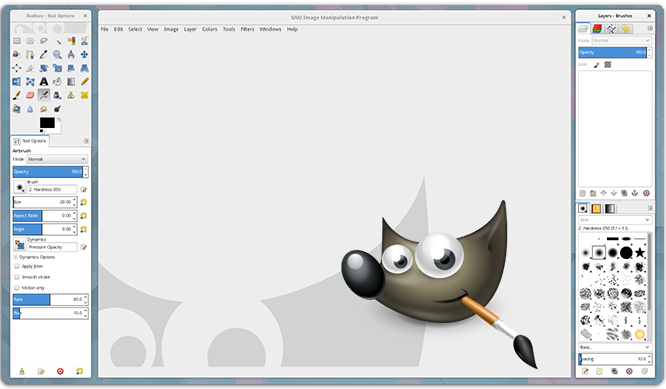 Toolbox - Tool Options
GNU Image Manipulation Program
Layers - Brushes
File Edit Select View Image Layer Colors Tools Filters Windows Help
Mode: Normal
Opacity 100.0
Lock:
Tool Options
Airbrush
Mode: Normal
Opacity 100.0
Brush
2. Hardness 050
Size 20.00
Aspect Ratio 0.00
Angle 0.00
Dynamics
Pressure Opacity
Dynamics Options
Apply Jitter
Smooth stroke
Motion only
Rate 80.0
10.0
filter
2. Hardness 050 (51 × 51)
Basic,
Spacing 10.0